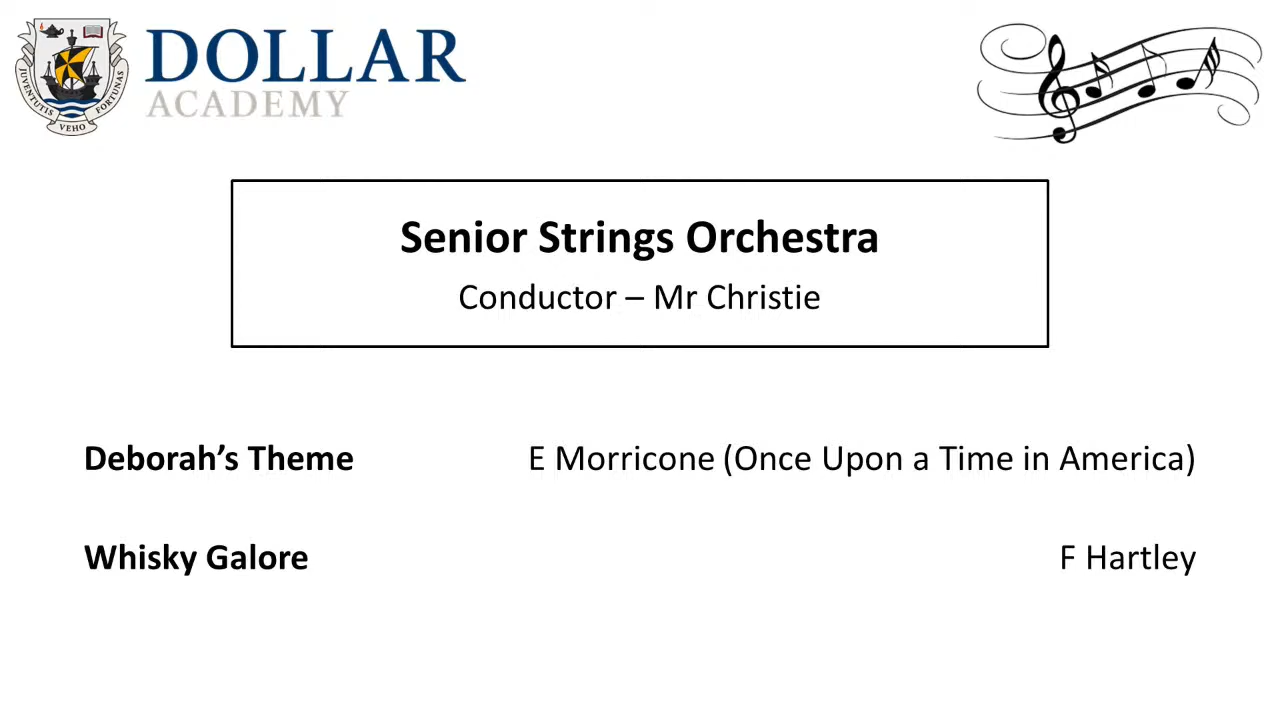 DOLLAR
ACADEMY
JUVENTUTIS VEHO FORTUNAS
Senior Strings Orchestra
Conductor – Mr Christie
Deborah’s Theme E Morricone (Once Upon a Time in America)
Whisky Galore F Hartley